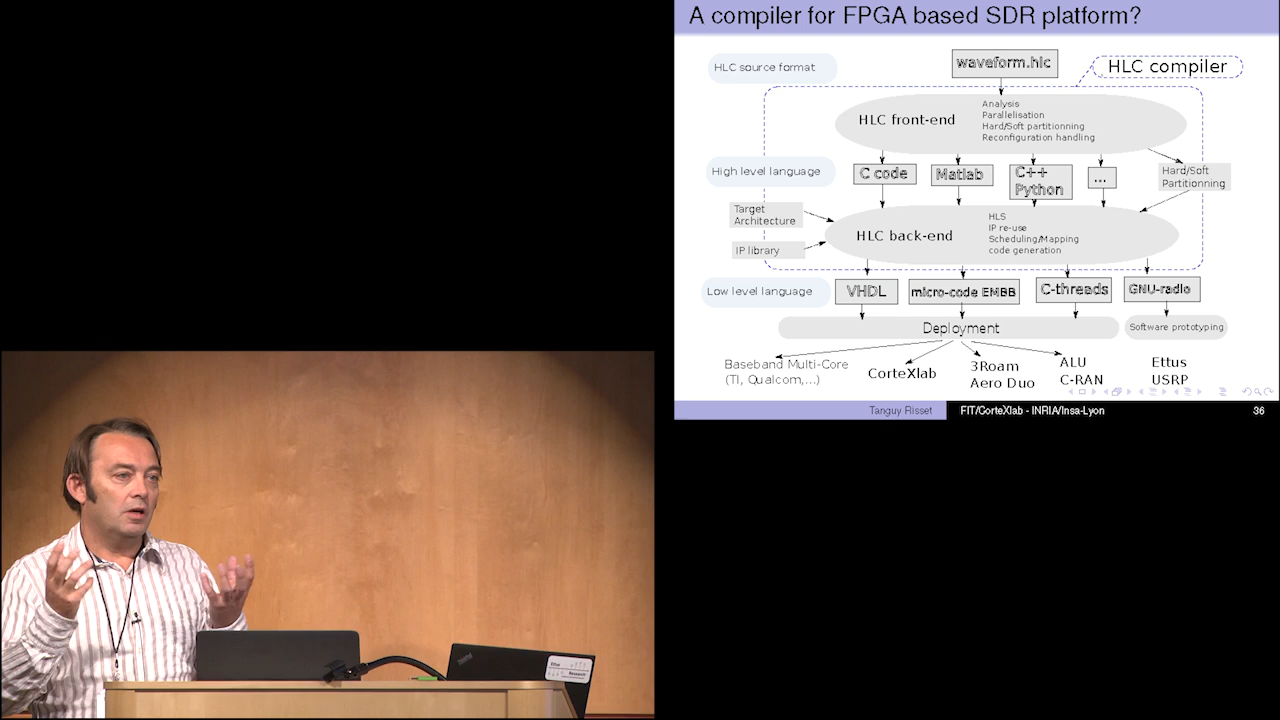 A compiler for FPGA based SDR platform?
HLC source format
waveform.hlc
HLC compiler
HLC front-end
Analysis
Parallelisation
Hard/Soft partitionning
Reconfiguration handling
High level language
C code
Matlab
C++
Python
...
Hard/Soft
Partitionning
Target
Architecture
IP library
HLC back-end
HLS
IP re-use
Scheduling/Mapping
code generation
Low level language
VHDL
micro-code EMBB
C-threads
GNU-radio
Deployment
Software prototyping
Baseband Multi-Core
(TI, Qualcom,...)
CorteXlab
3Roam
Aero Duo
ALU
C-RAN
Ettus
USRP
Tanguy Risset
FIT/CorteXlab - INRIA/Insa-Lyon
36
Ettus
Research